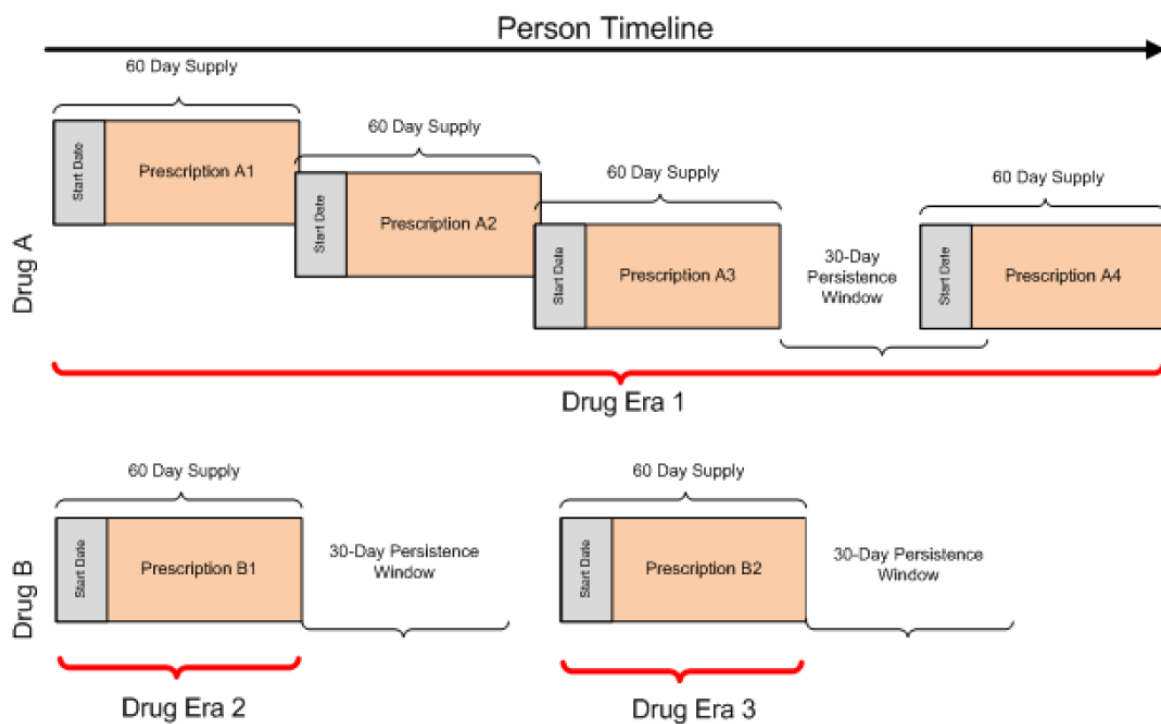 Person Timeline
60 Day Supply
60 Day Supply
60 Day Supply
60 Day Supply
Drug A
Start Date
Prescription A1
Start Date
Prescription A2
Start Date
Prescription A3
30-Day
Persistence
Window
Start Date
Prescription A4
Drug Era 1
60 Day Supply
60 Day Supply
Drug B
Start Date
Prescription B1
30-Day Persistence
Window
Start Date
Prescription B2
30-Day Persistence
Window
Drug Era 2
Drug Era 3